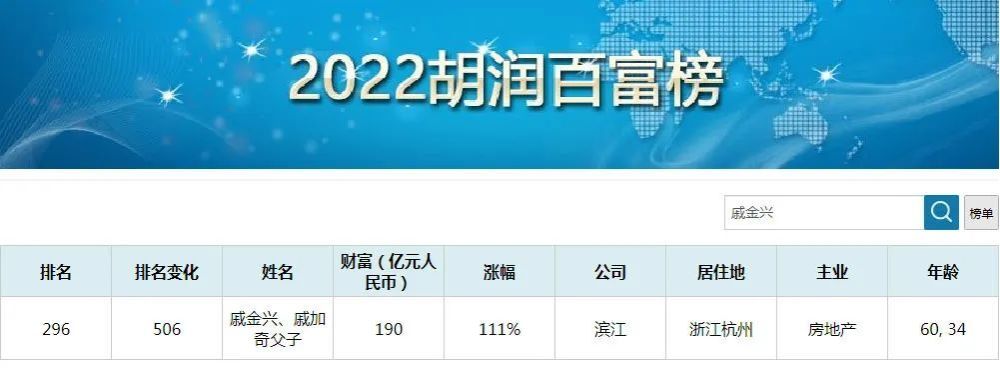 2022胡润百富榜
戚金兴
榜单
排名 排名变化 姓名 财富（亿元人民币） 涨幅 公司 居住地 主业 年龄
296 506 戚金兴、戚加奇父子 190 111% 滨江 浙江杭州 房地产 60, 34